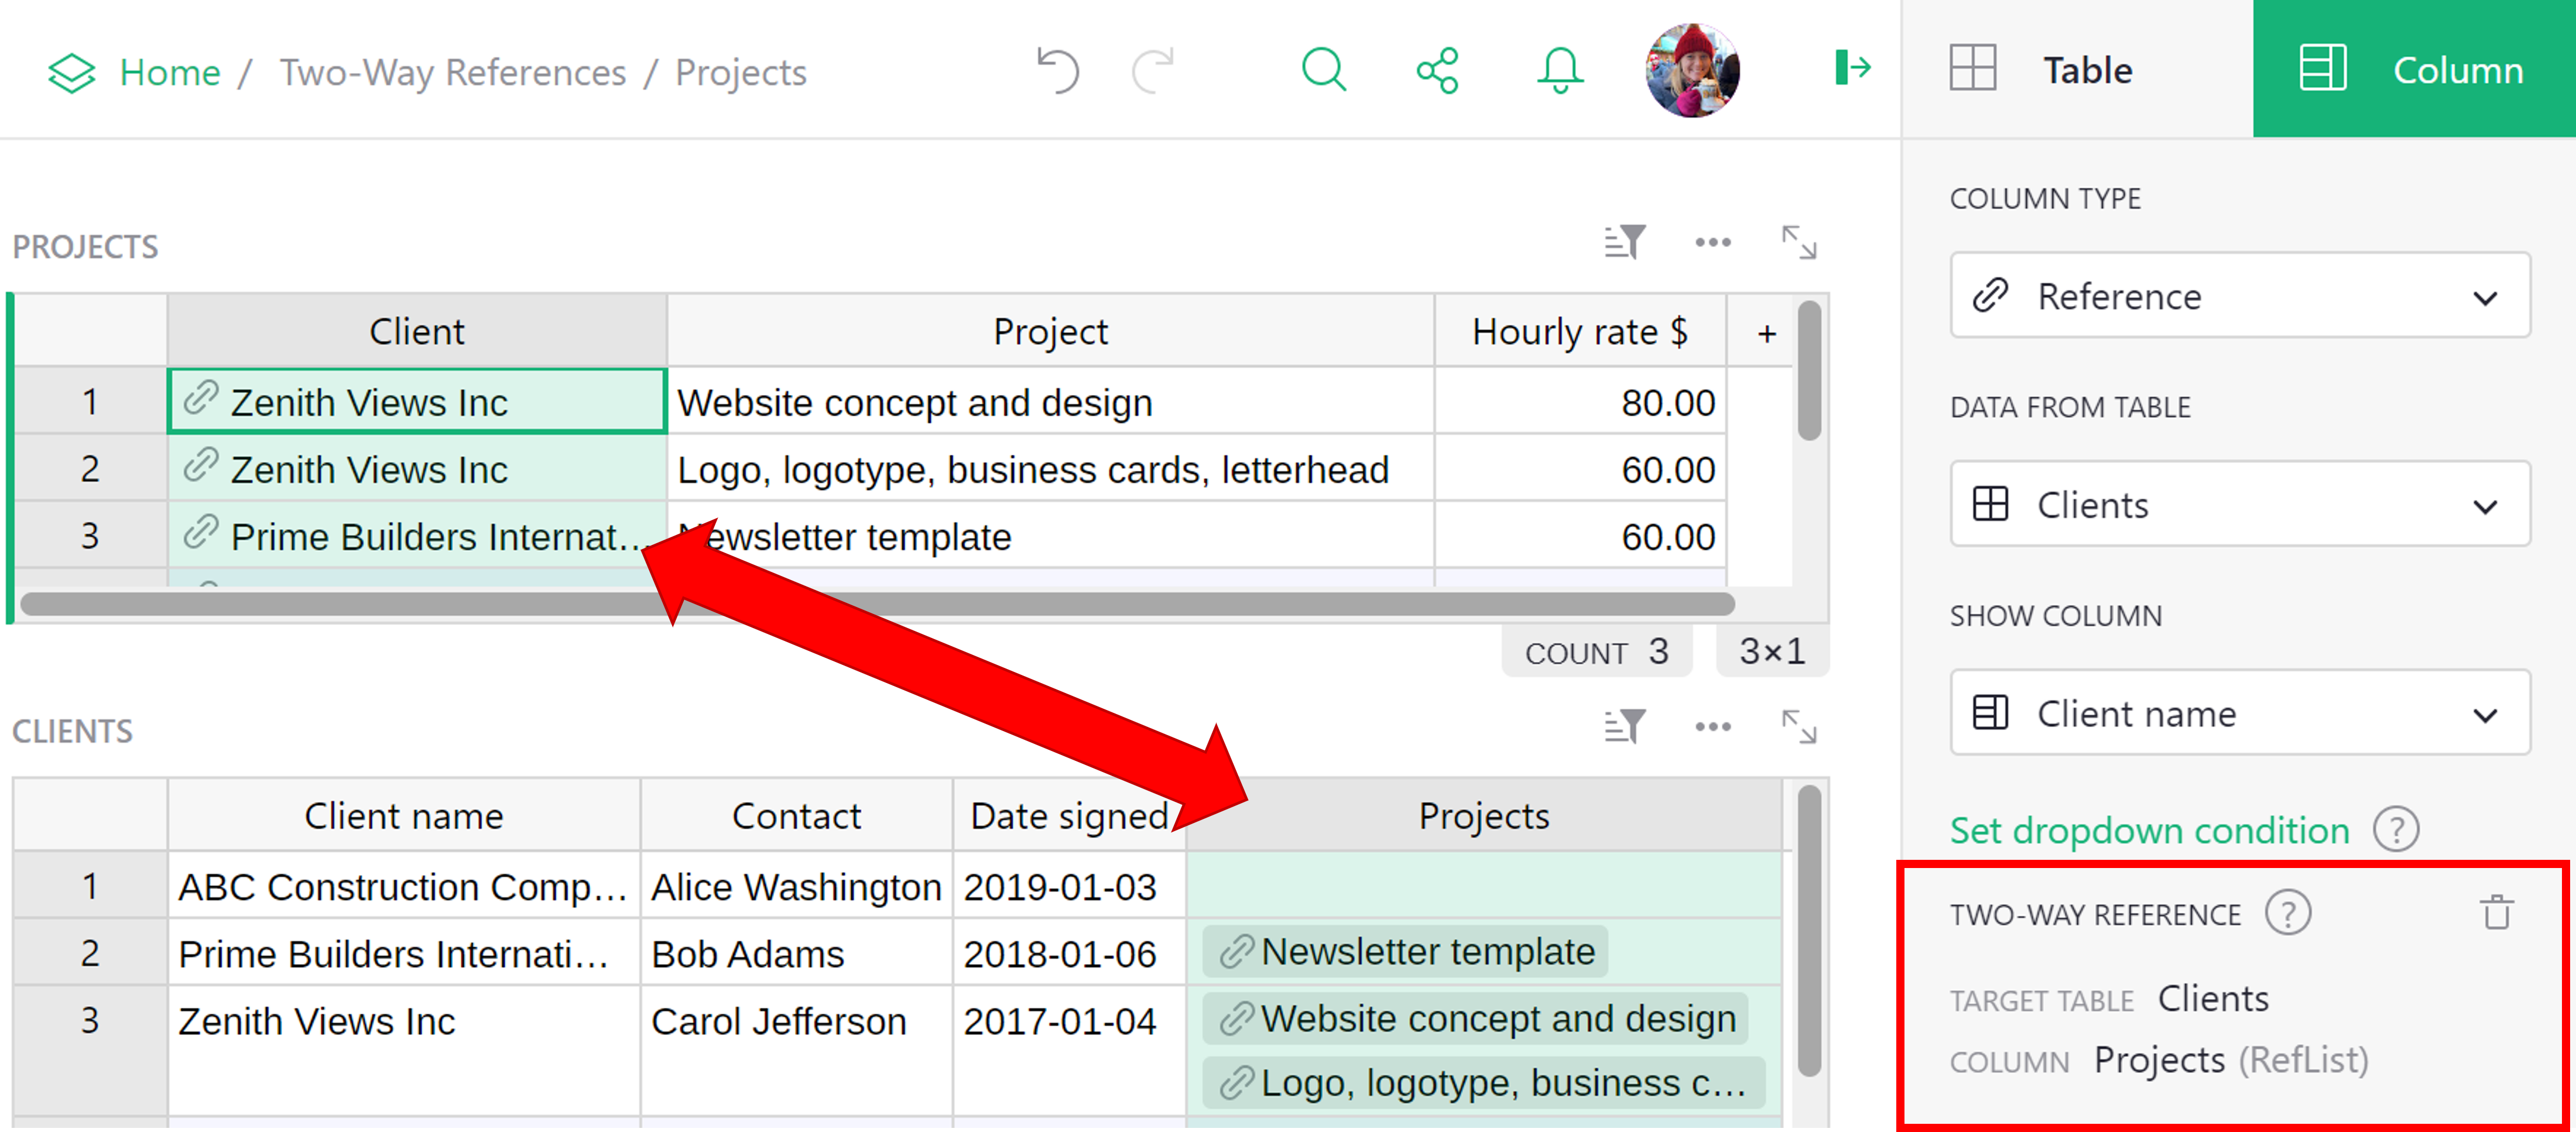 Home / Two-Way References / Projects
Table
Column
PROJECTS
Client Project Hourly rate $ +
1 Zenith Views Inc Website concept and design 80.00
2 Zenith Views Inc Logo, logotype, business cards, letterhead 60.00
3 Prime Builders Internat… Newsletter template 60.00
COUNT 3 3×1
CLIENTS
Client name Contact Date signed Projects
1 ABC Construction Comp… Alice Washington 2019-01-03
2 Prime Builders Internati… Bob Adams 2018-01-06 Newsletter template
3 Zenith Views Inc Carol Jefferson 2017-01-04 Website concept and design
Logo, logotype, business c…
COLUMN TYPE
Reference
DATA FROM TABLE
Clients
SHOW COLUMN
Client name
Set dropdown condition ?
TWO-WAY REFERENCE ?
TARGET TABLE Clients
COLUMN Projects (RefList)